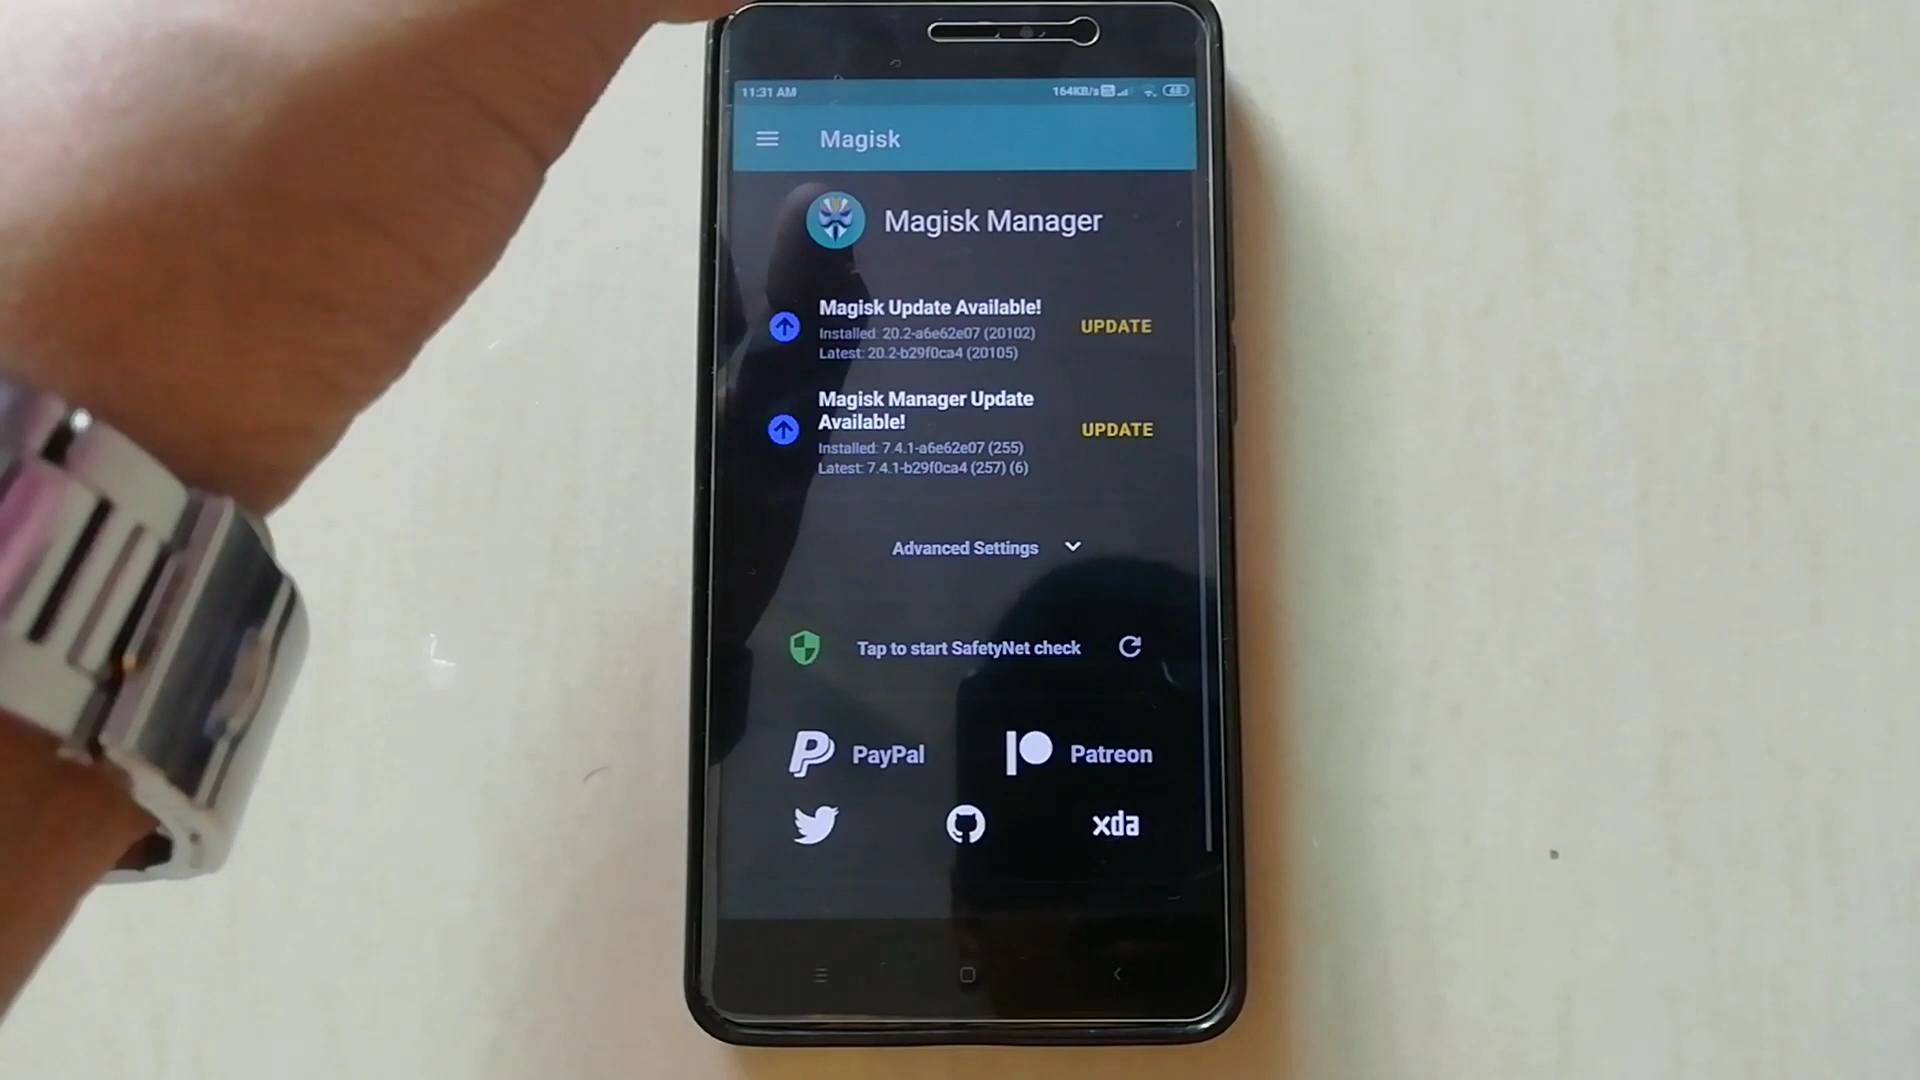 11:31 AM 164KB/s 68
Magisk
Magisk Manager
Magisk Update Available!
Installed: 20.2-a6e62e07 (20102)
Latest: 20.2-b29f0ca4 (20105)
UPDATE
Magisk Manager Update
Available!
Installed: 7.4.1-a6e62e07 (255)
Latest: 7.4.1-b29f0ca4 (257) (6)
UPDATE
Advanced Settings
Tap to start SafetyNet check
PayPal
Patreon
xda